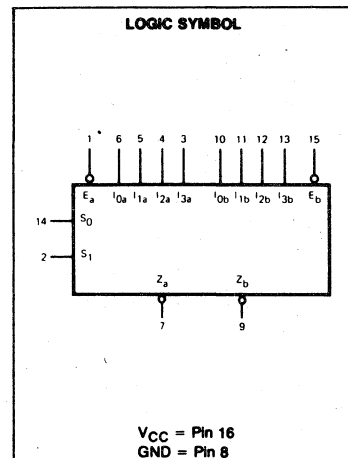 LOGIC SYMBOL
1 6 5 4 3 10 11 12 13 15
Ea I0a I1a I2a I3a I0b I1b I2b I3b Eb
14 S0
2 S1
Za Zb
7 9
VCC = Pin 16
GND = Pin 8